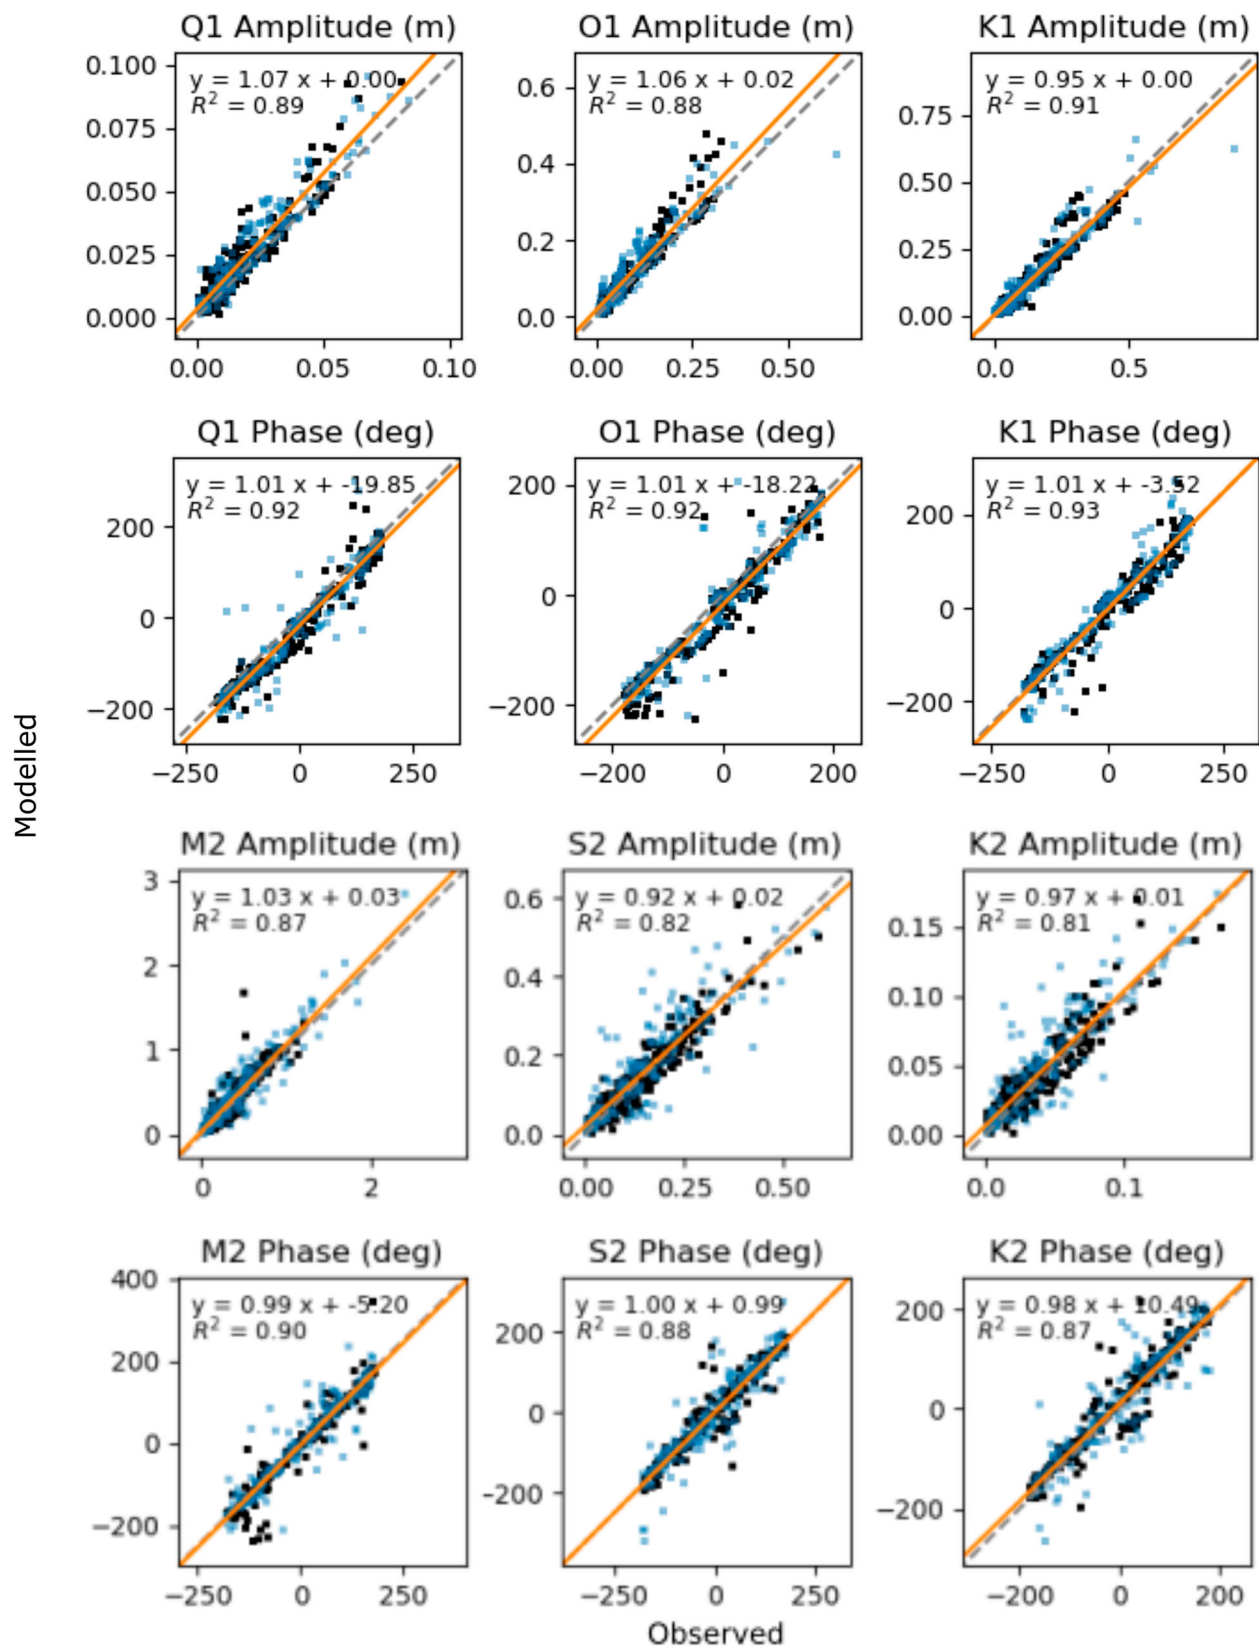 Q1 Amplitude (m)
y = 1.07 x + 0.00
R² = 0.89
0.100
0.075
0.050
0.025
0.000
0.00 0.05 0.10
O1 Amplitude (m)
y = 1.06 x + 0.02
R² = 0.88
0.6
0.4
0.2
0.0
0.00 0.25 0.50
K1 Amplitude (m)
y = 0.95 x + 0.00
R² = 0.91
0.75
0.50
0.25
0.00
0.0 0.5
Q1 Phase (deg)
y = 1.01 x + -19.85
R² = 0.92
200
0
−200
−250 0 250
O1 Phase (deg)
y = 1.01 x + -18.22
R² = 0.92
200
0
−200
−200 0 200
K1 Phase (deg)
y = 1.01 x + -3.52
R² = 0.93
200
0
−200
−250 0 250
Modelled
M2 Amplitude (m)
y = 1.03 x + 0.03
R² = 0.87
3
2
1
0
0 2
S2 Amplitude (m)
y = 0.92 x + 0.02
R² = 0.82
0.6
0.4
0.2
0.0
0.00 0.25 0.50
K2 Amplitude (m)
y = 0.97 x + 0.01
R² = 0.81
0.15
0.10
0.05
0.00
0.0 0.1
M2 Phase (deg)
y = 0.99 x + -5.20
R² = 0.90
400
200
0
−200
−250 0 250
S2 Phase (deg)
y = 1.00 x + 0.99
R² = 0.88
200
0
−200
−250 0 250
K2 Phase (deg)
y = 0.98 x + 10.49
R² = 0.87
200
0
−200
−200 0 200
Observed